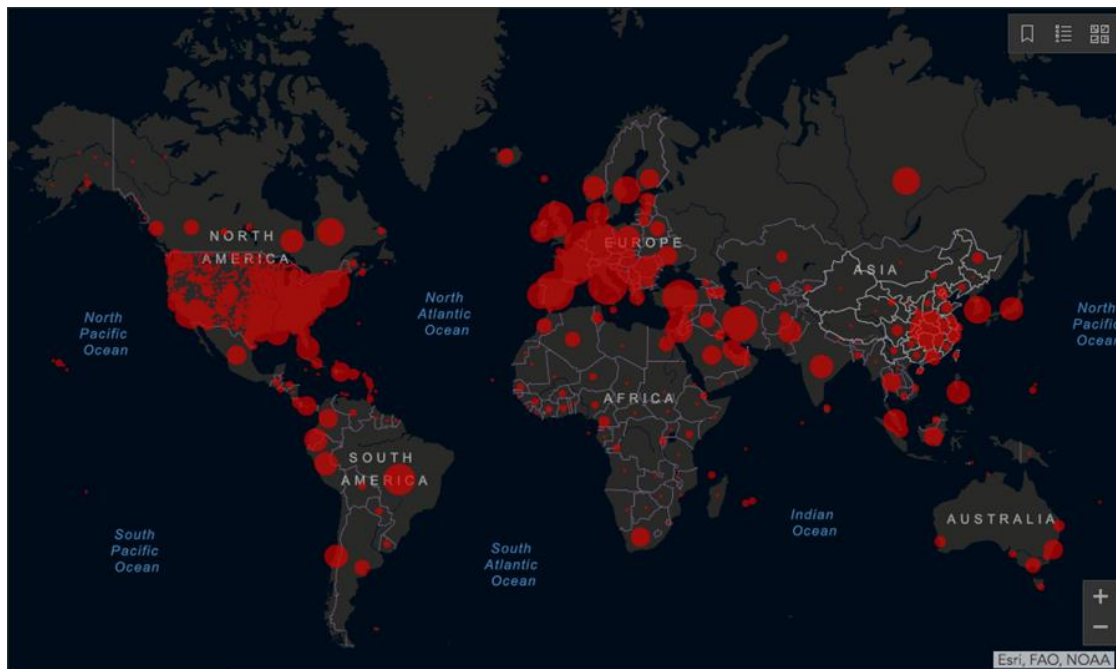 NORTH
AMERICA
EUROPE
ASIA
North
Atlantic
Ocean
North
Pacific
Ocean
North
Pacific
Ocean
AFRICA
SOUTH
AMERICA
Indian
Ocean
AUSTRALIA
South
Pacific
Ocean
South
Atlantic
Ocean
+
−
Esri, FAO, NOAA